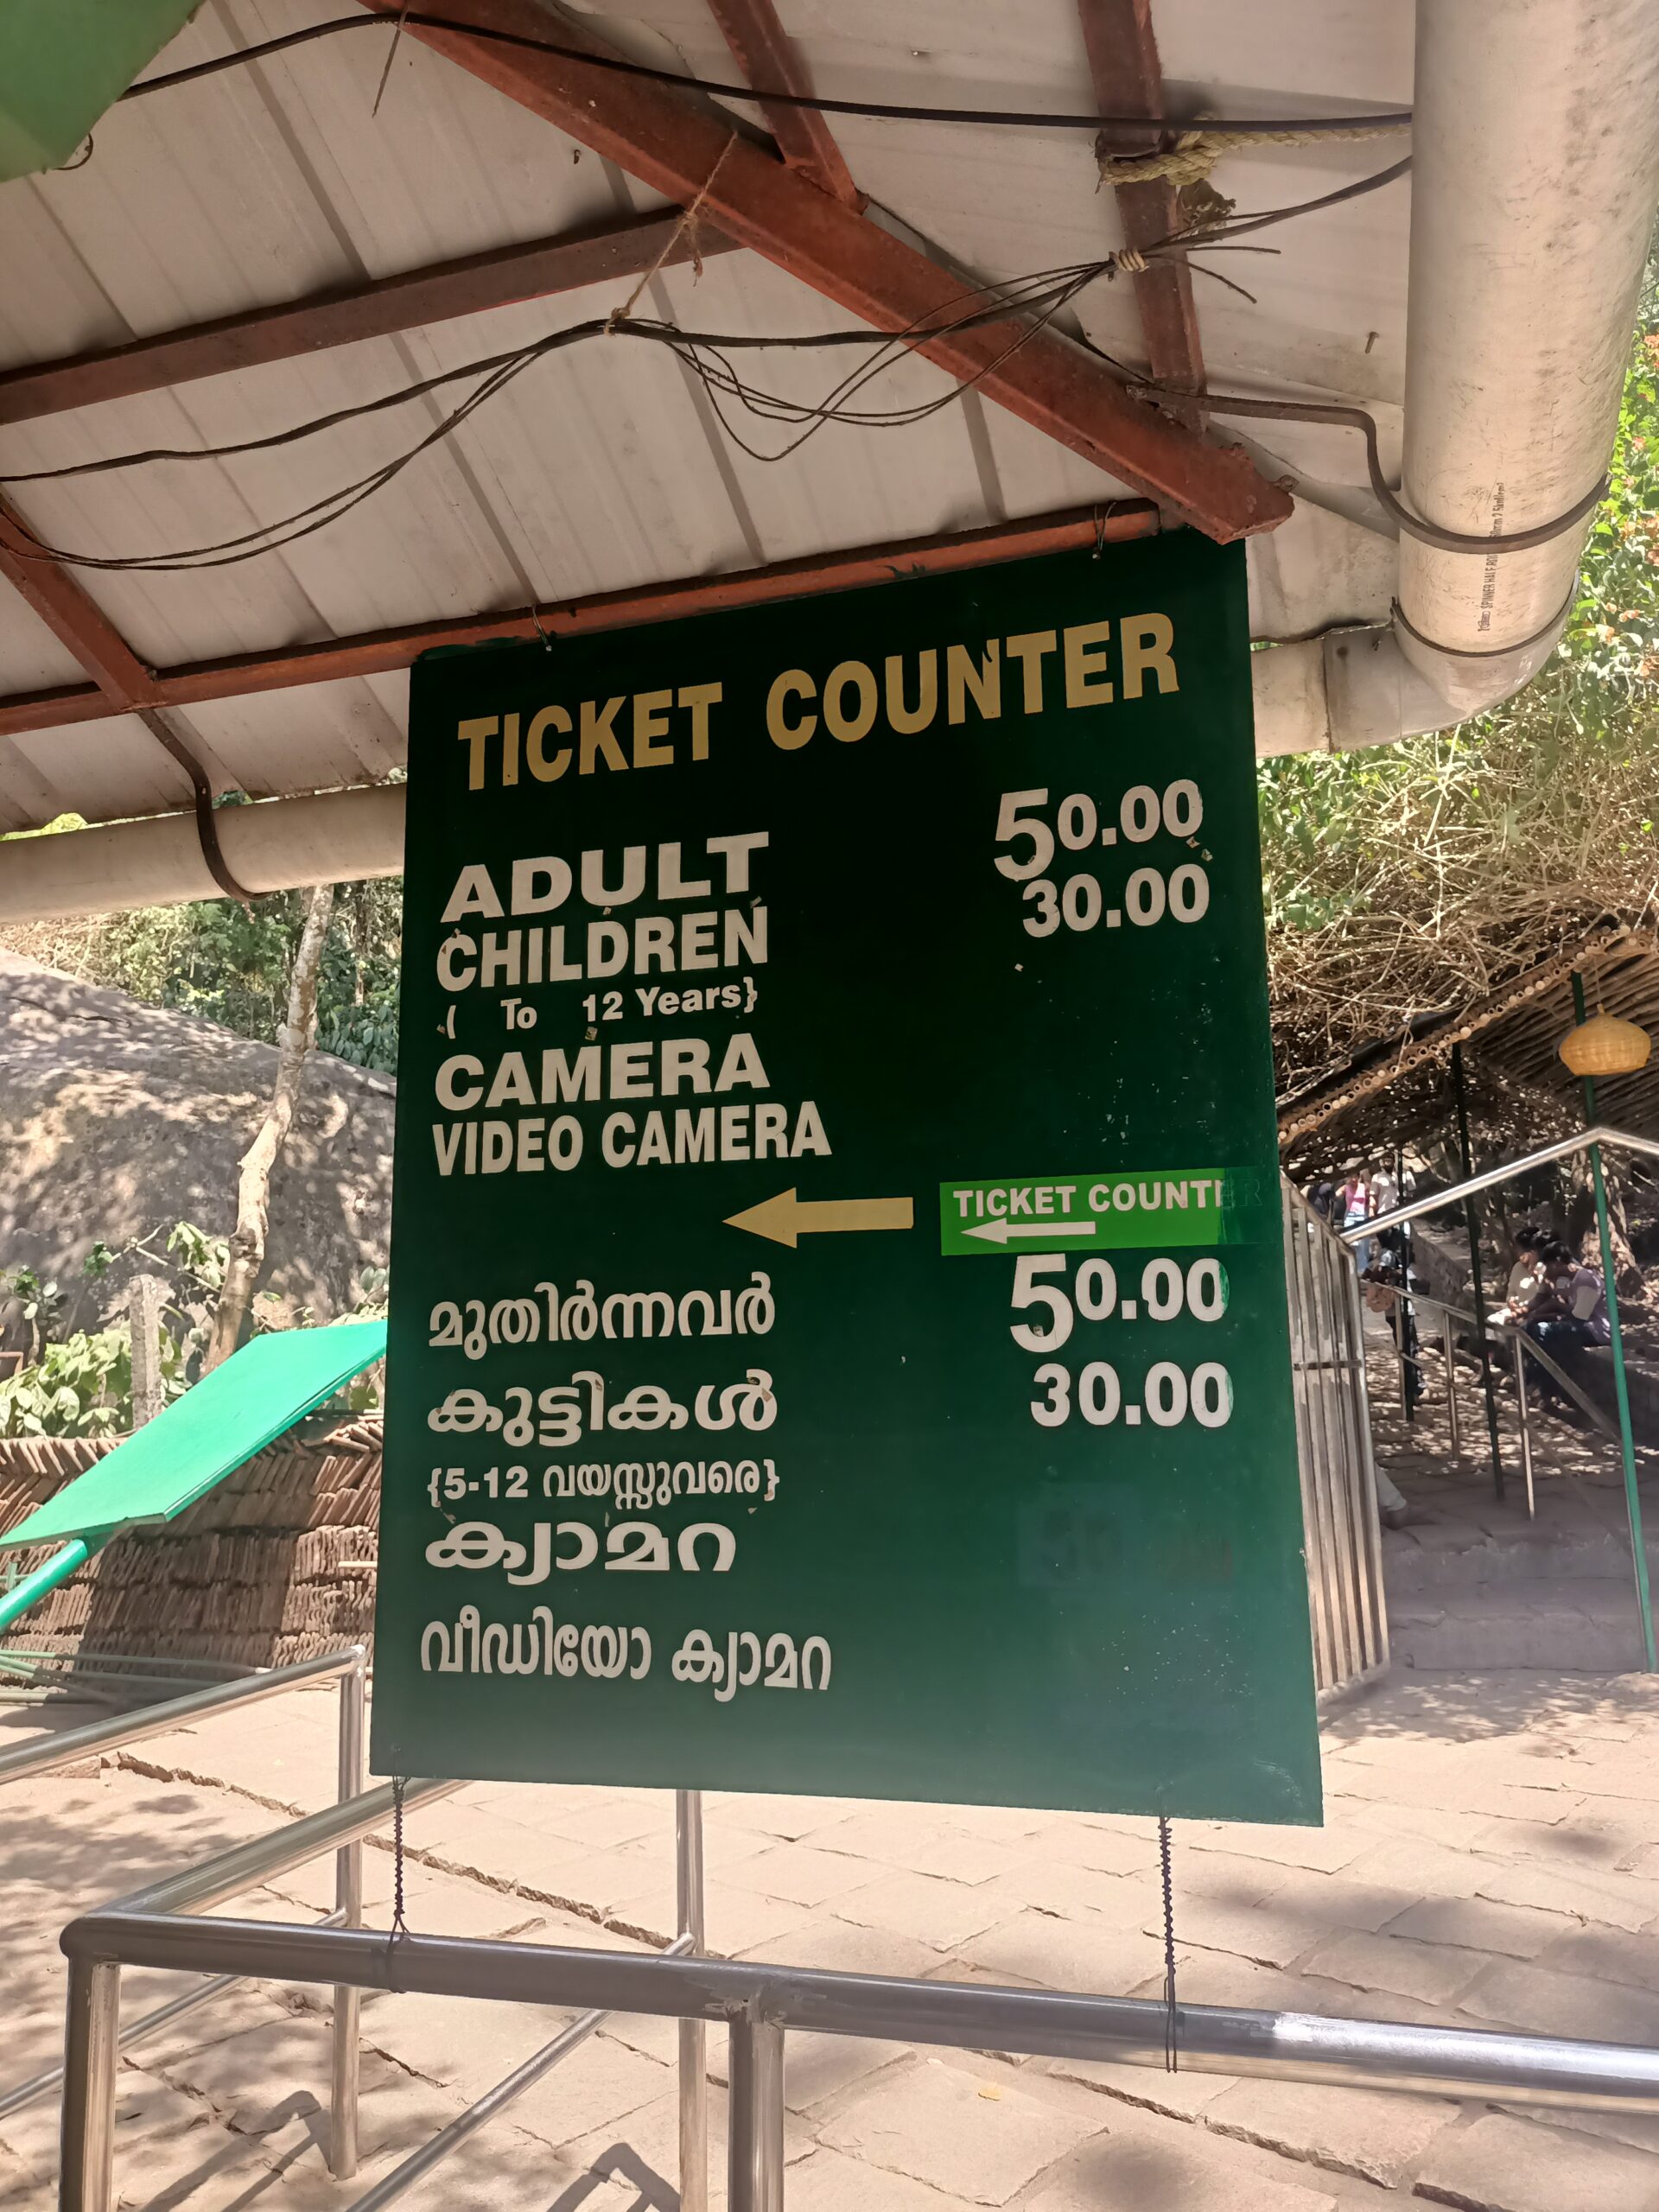 TICKET COUNTER
ADULT 50.00
CHILDREN 30.00
( To 12 Years}
CAMERA
VIDEO CAMERA
TICKET COUNTER
മുതിർന്നവർ 50.00
കുട്ടികൾ 30.00
{5-12 വയസ്സുവരെ}
ക്യാമറ
വീഡിയോ ക്യാമറ